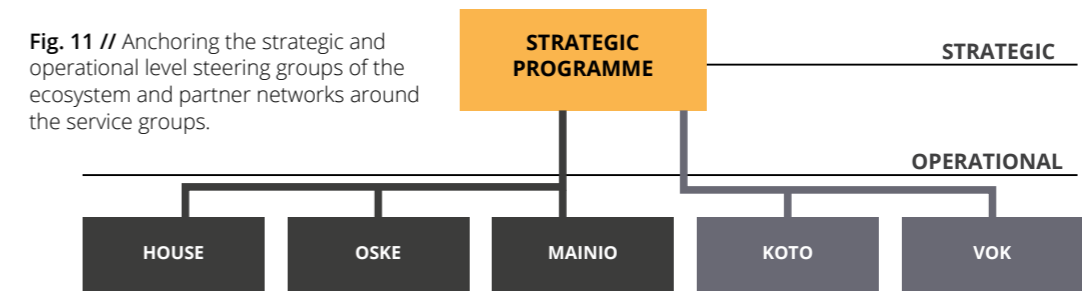 Fig. 11 // Anchoring the strategic and
operational level steering groups of the
ecosystem and partner networks around
the service groups.
STRATEGIC
PROGRAMME
STRATEGIC
OPERATIONAL
HOUSE
OSKE
MAINIO
KOTO
VOK